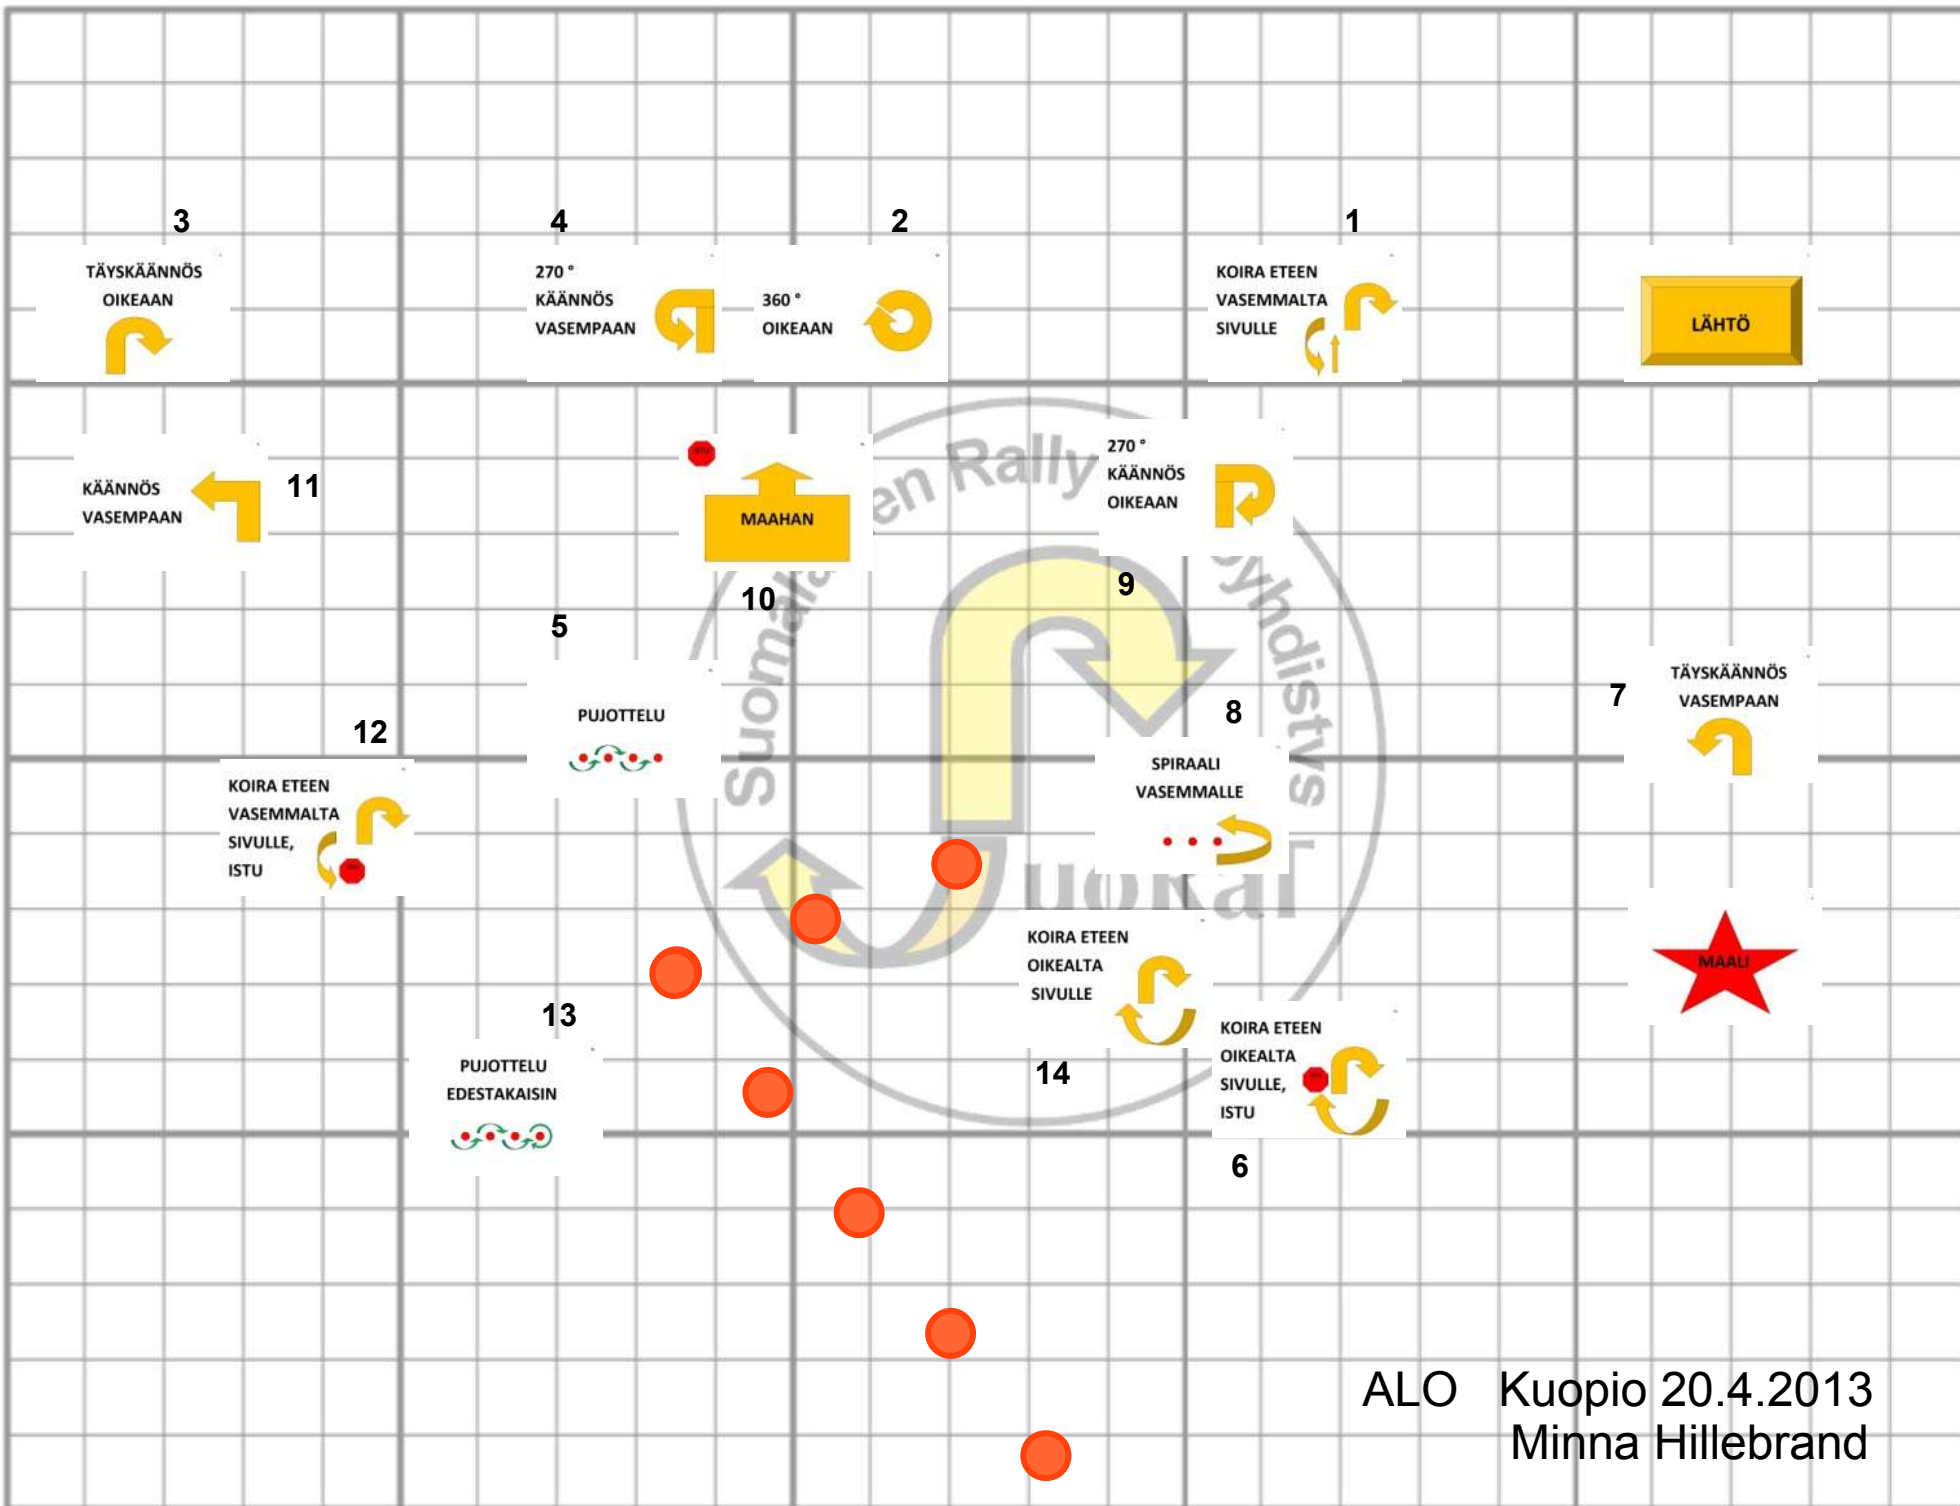 3
4
2
1
TÄYSKÄÄNNÖS
OIKEAAN
270 °
KÄÄNNÖS
VASEMPAAN
360 °
OIKEAAN
KOIRA ETEEN
VASEMMALTA
SIVULLE
LÄHTÖ
KÄÄNNÖS
VASEMPAAN
11
MAAHAN
10
270 °
KÄÄNNÖS
OIKEAAN
9
5
PUJOTTELU
12
KOIRA ETEEN
VASEMMALTA
SIVULLE,
ISTU
8
SPIRAALI
VASEMMALLE
7
TÄYSKÄÄNNÖS
VASEMPAAN
KOIRA ETEEN
OIKEALTA
SIVULLE
14
MAALI
13
PUJOTTELU
EDESTAKAISIN
KOIRA ETEEN
OIKEALTA
SIVULLE,
ISTU
6
ALO Kuopio 20.4.2013
Minna Hillebrand